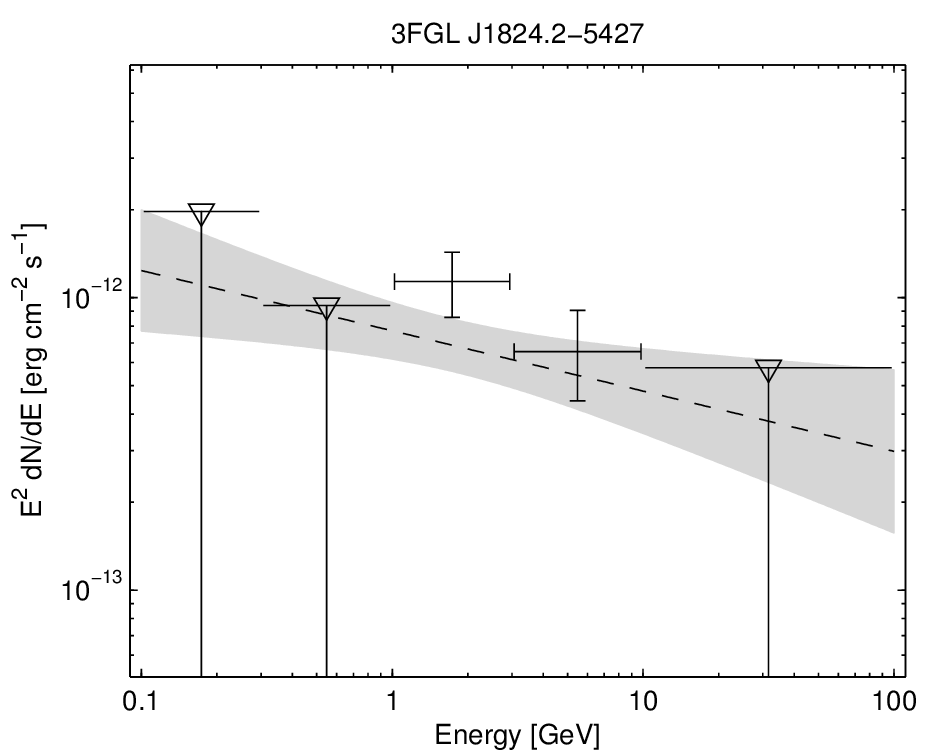 3FGL J1824.2−5427
E² dN/dE [erg cm⁻² s⁻¹]
10⁻¹²
10⁻¹³
0.1 1 10 100
Energy [GeV]